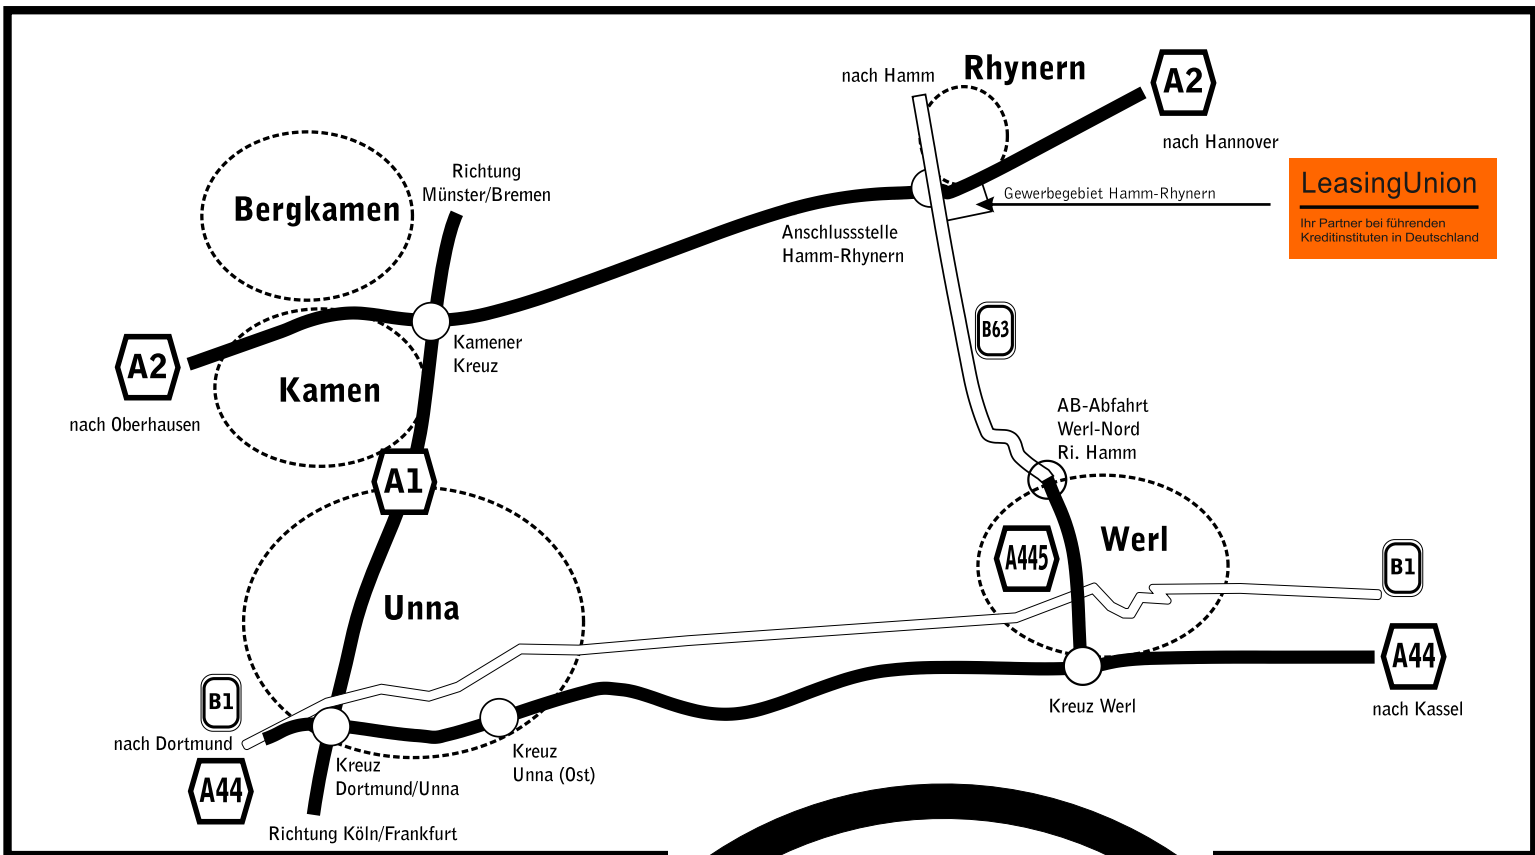 nach Hamm
Rhynern
A2
nach Hannover
Richtung
Münster/Bremen
Bergkamen
LeasingUnion
Ihr Partner bei führenden
Kreditinstituten in Deutschland
Gewerbegebiet Hamm-Rhynern
Anschlussstelle
Hamm-Rhynern
B63
Kamener
Kreuz
A2
nach Oberhausen
Kamen
AB-Abfahrt
Werl-Nord
Ri. Hamm
A1
Werl
A445
B1
Unna
A44
nach Kassel
B1
nach Dortmund
A44
Kreuz Werl
Kreuz
Unna (Ost)
Kreuz
Dortmund/Unna
Richtung Köln/Frankfurt